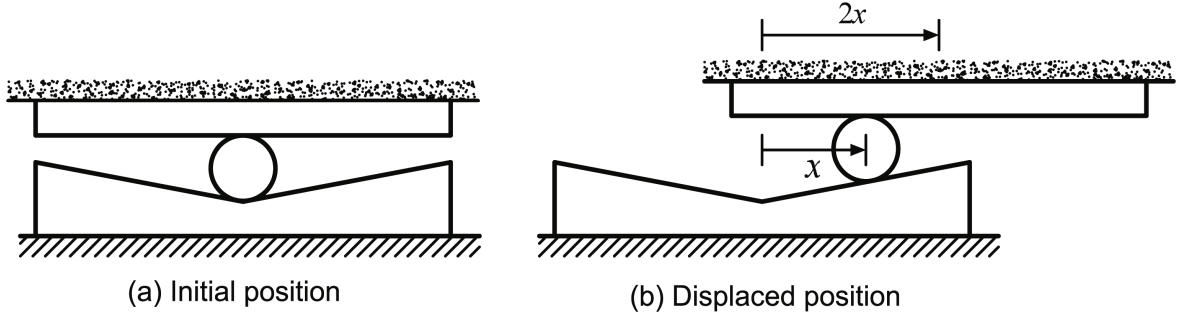 2x
x
(a) Initial position
(b) Displaced position